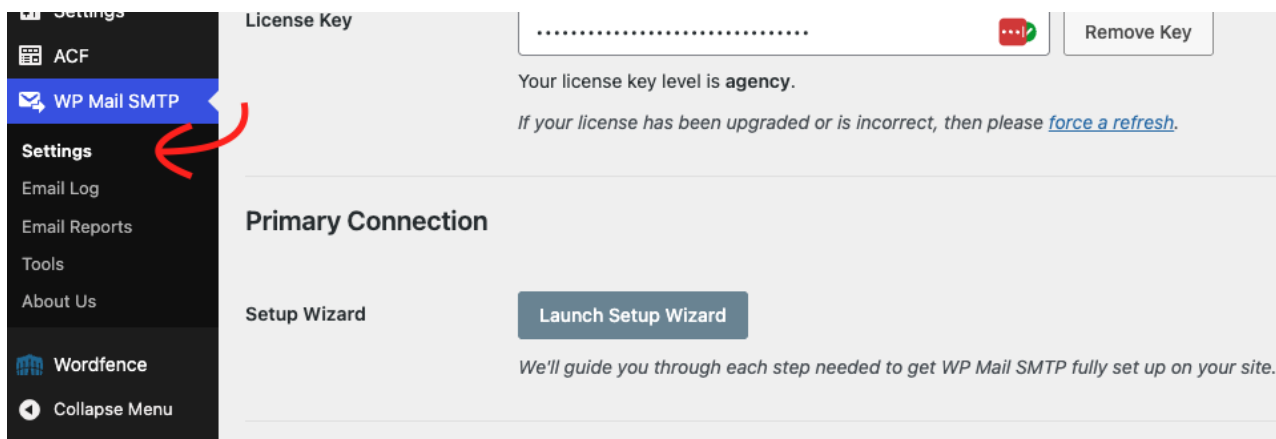 Settings
ACF
WP Mail SMTP
Settings
Email Log
Email Reports
Tools
About Us
Wordfence
Collapse Menu
License Key
Remove Key
Your license key level is agency.
If your license has been upgraded or is incorrect, then please force a refresh.
Primary Connection
Setup Wizard
Launch Setup Wizard
We'll guide you through each step needed to get WP Mail SMTP fully set up on your site.